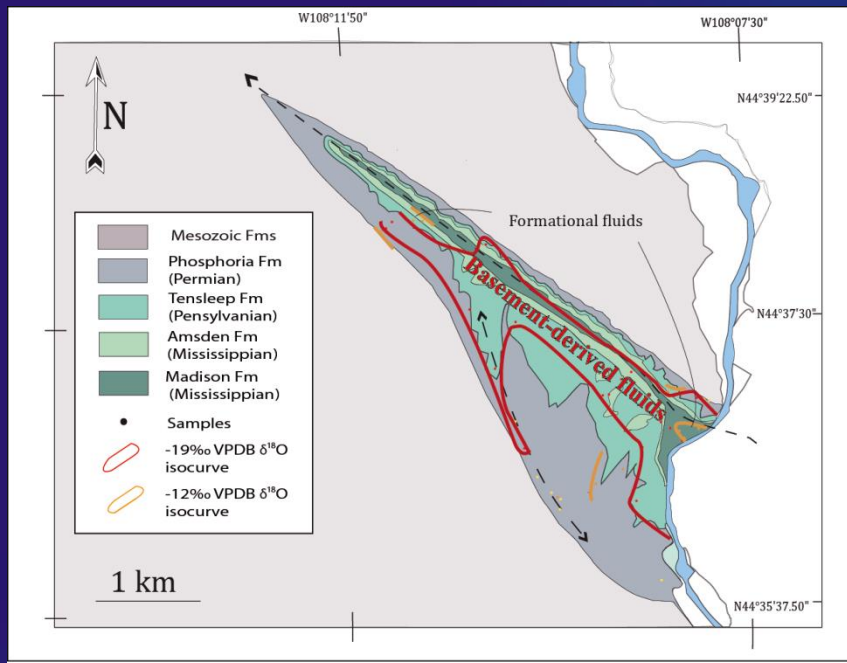 W108°11'50"
W108°07'30"
N44°39'22.50"
N
Formational fluids
Mesozoic Fms
Phosphoria Fm
(Permian)
Tensleep Fm
(Pensylvanian)
Amsden Fm
(Mississippian)
Madison Fm
(Mississippian)
Samples
-19‰ VPDB δ¹⁸O
isocurve
-12‰ VPDB δ¹⁸O
isocurve
Basement-derived fluids
N44°37'30"
1 km
N44°35'37.50"